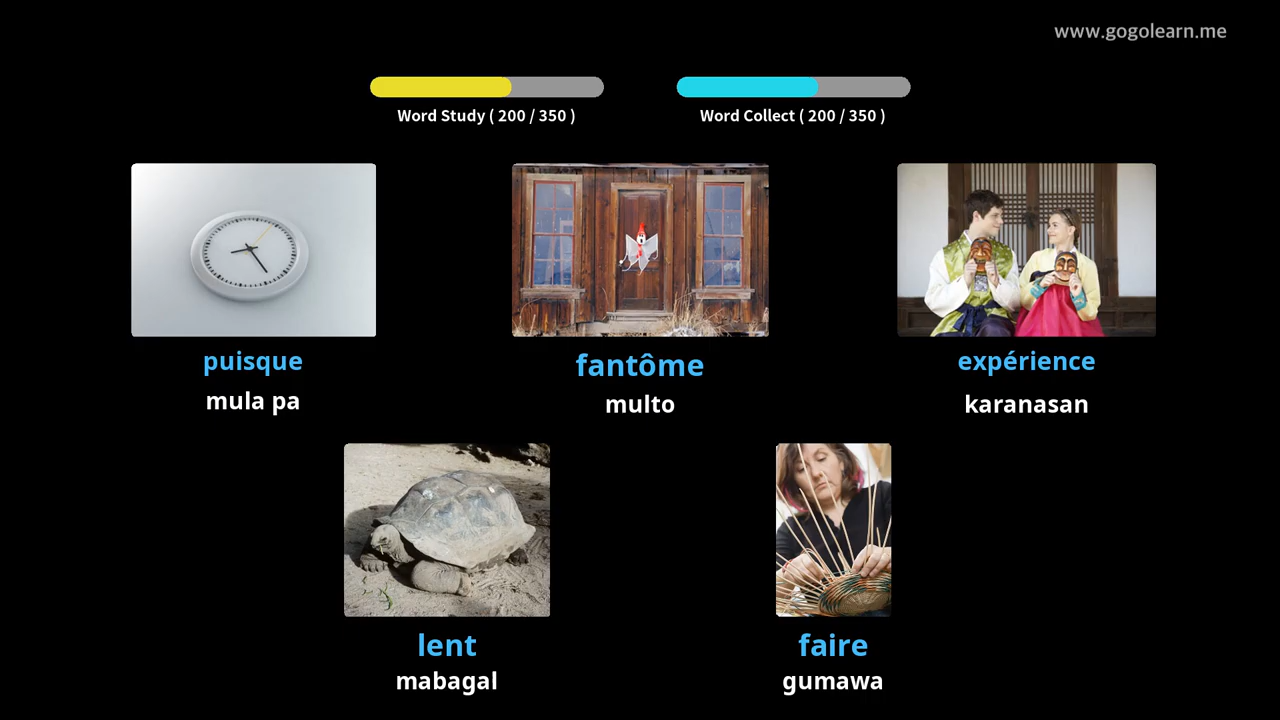 www.gogolearn.me
Word Study ( 200 / 350 )
Word Collect ( 200 / 350 )
puisque
mula pa
fantôme
multo
expérience
karanasan
lent
mabagal
faire
gumawa